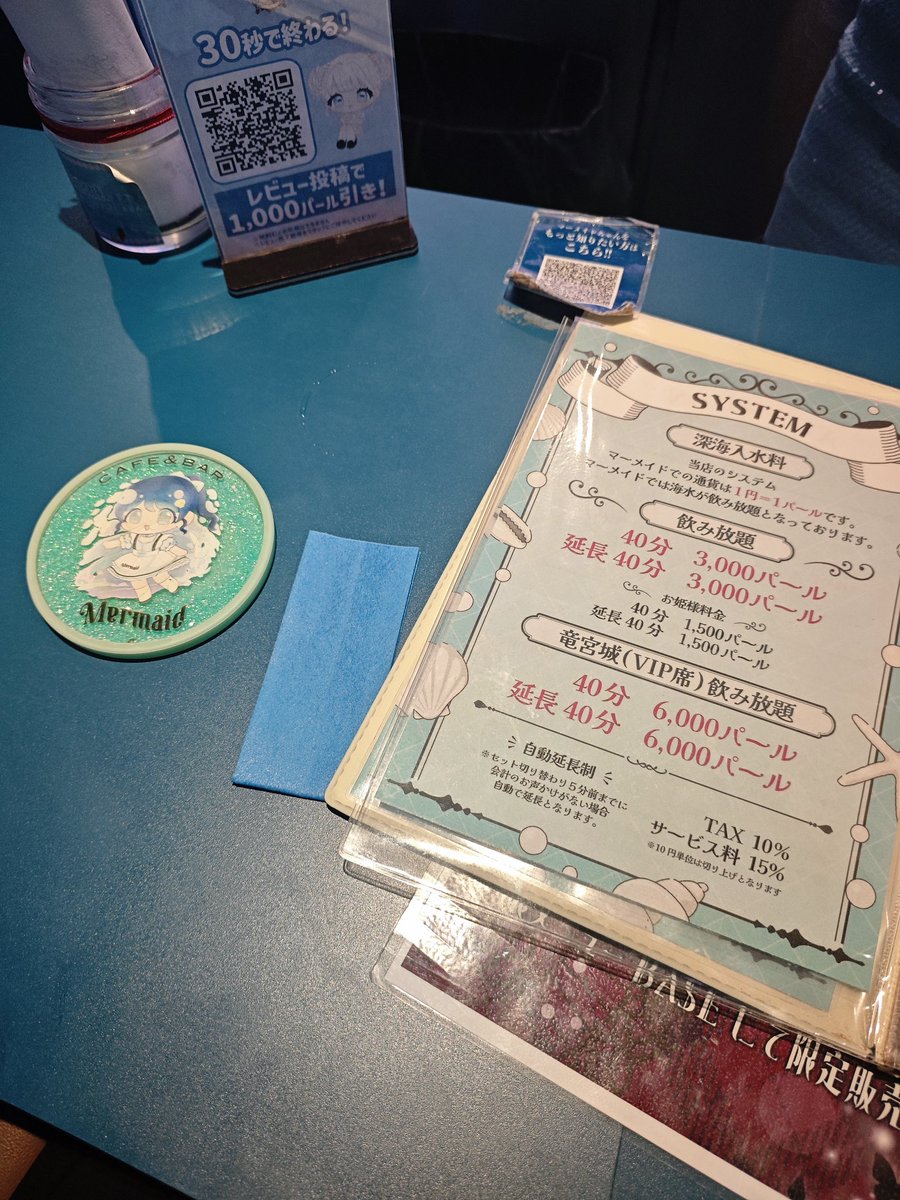 30秒で終わる!
レビュー投稿で
1,000パール引き!
マーメイドちゃんを
もっと知りたい方は
こちら!!
CAFE&BAR
Mermaid
SYSTEM
深海入水料
当店のシステム
マーメイドでの通貨は1円=1パールです。
マーメイドでは海水が飲み放題となっております。
飲み放題
40分 3,000パール
延長40分 3,000パール
お姫様料金
40分 1,500パール
延長40分 1,500パール
竜宮城(VIP席)飲み放題
40分 6,000パール
延長40分 6,000パール
自動延長制
※セット切り替わり5分前までに
会計のお声かけがない場合
自動で延長となります。
TAX 10%
サービス料 15%
※10円単位は切り上げとなります
BASEにて限定販売